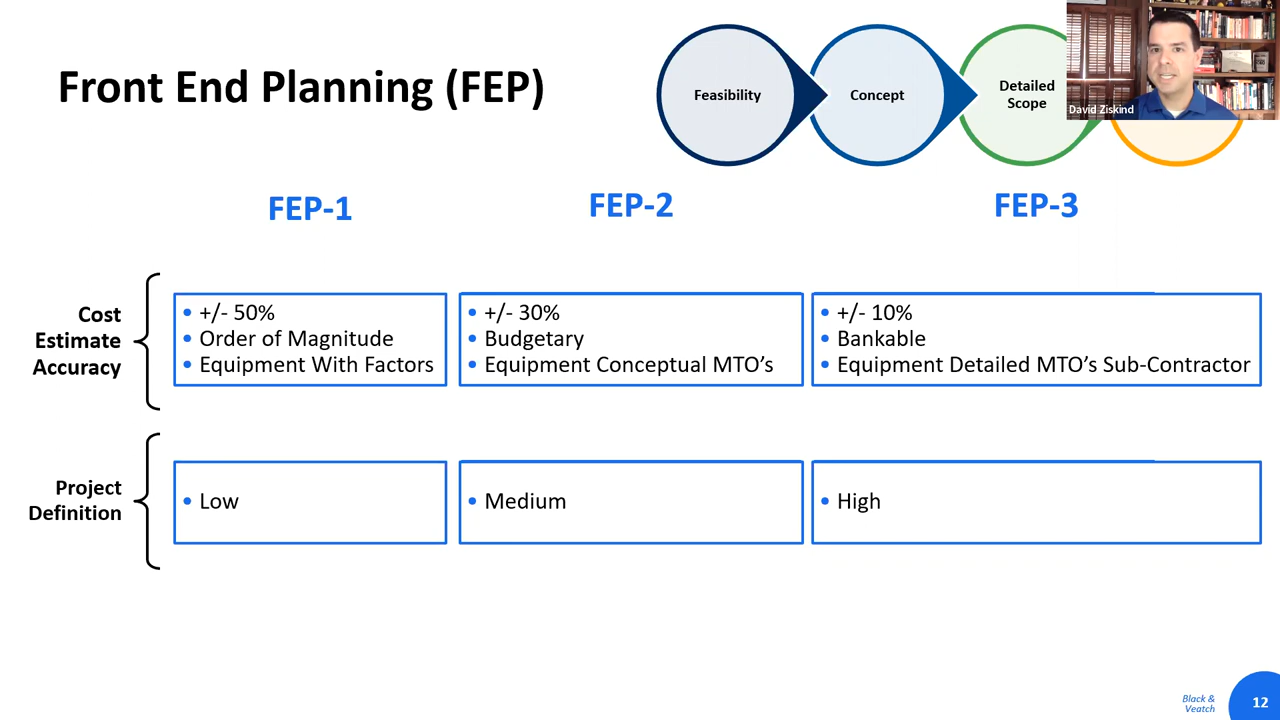 Front End Planning (FEP)
Feasibility
Concept
Detailed
Scope
David Ziskind
FEP-1
FEP-2
FEP-3
Cost
Estimate
Accuracy
• +/- 50%
• Order of Magnitude
• Equipment With Factors
• +/- 30%
• Budgetary
• Equipment Conceptual MTO's
• +/- 10%
• Bankable
• Equipment Detailed MTO's Sub-Contractor
Project
Definition
• Low
• Medium
• High
Black &
Veatch
12